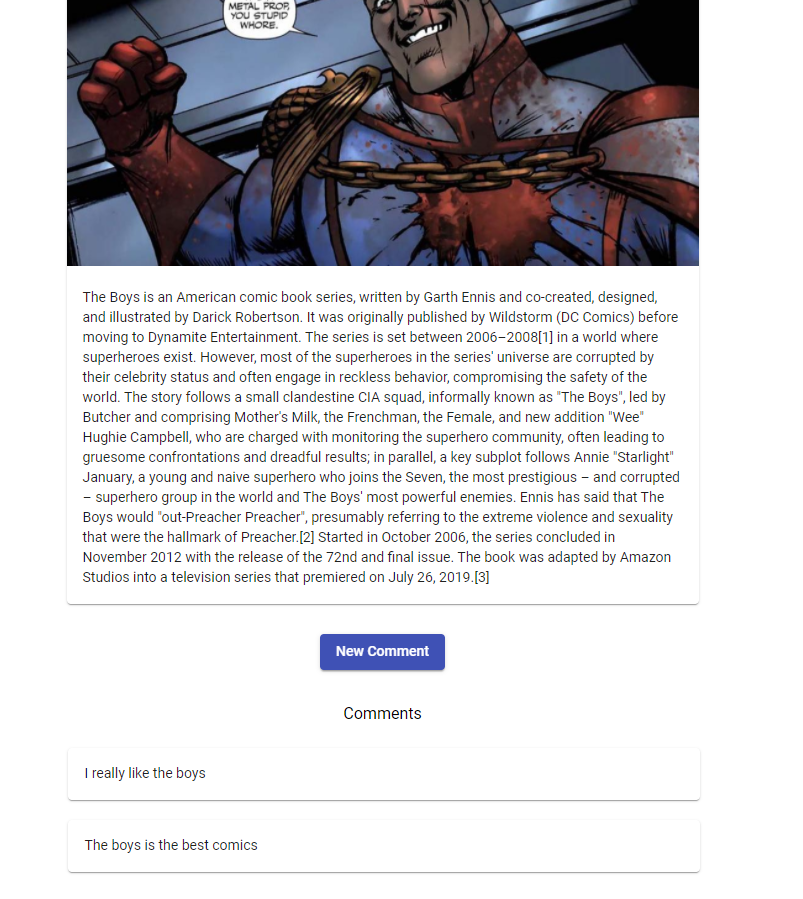 METAL PROP,
YOU STUPID
WHORE.
The Boys is an American comic book series, written by Garth Ennis and co-created, designed,
and illustrated by Darick Robertson. It was originally published by Wildstorm (DC Comics) before
moving to Dynamite Entertainment. The series is set between 2006–2008[1] in a world where
superheroes exist. However, most of the superheroes in the series' universe are corrupted by
their celebrity status and often engage in reckless behavior, compromising the safety of the
world. The story follows a small clandestine CIA squad, informally known as "The Boys", led by
Butcher and comprising Mother's Milk, the Frenchman, the Female, and new addition "Wee"
Hughie Campbell, who are charged with monitoring the superhero community, often leading to
gruesome confrontations and dreadful results; in parallel, a key subplot follows Annie "Starlight"
January, a young and naive superhero who joins the Seven, the most prestigious – and corrupted
– superhero group in the world and The Boys' most powerful enemies. Ennis has said that The
Boys would "out-Preacher Preacher", presumably referring to the extreme violence and sexuality
that were the hallmark of Preacher.[2] Started in October 2006, the series concluded in
November 2012 with the release of the 72nd and final issue. The book was adapted by Amazon
Studios into a television series that premiered on July 26, 2019.[3]
New Comment
Comments
I really like the boys
The boys is the best comics